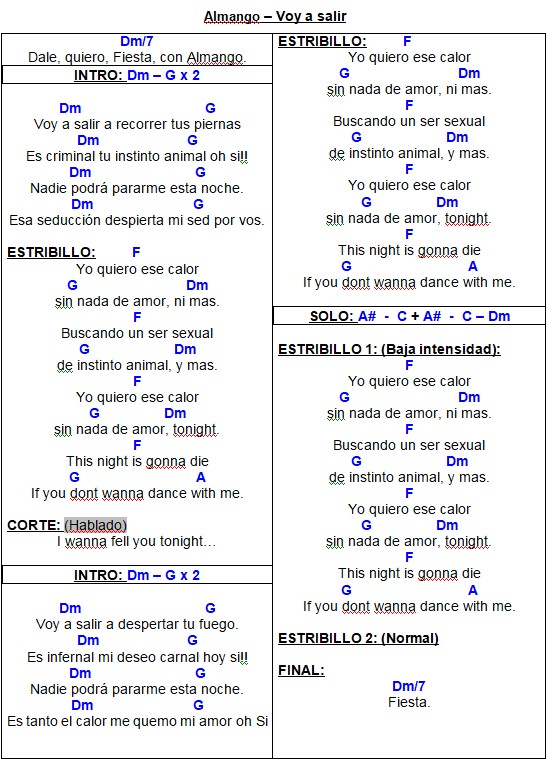 Almango – Voy a salir
Dm/7
Dale, quiero, Fiesta, con Almango.
INTRO: Dm – G x 2
Dm G
Voy a salir a recorrer tus piernas
Dm G
Es criminal tu instinto animal oh si!!
Dm G
Nadie podrá pararme esta noche.
Dm G
Esa seducción despierta mi sed por vos.
ESTRIBILLO: F
Yo quiero ese calor
G Dm
sin nada de amor, ni mas.
F
Buscando un ser sexual
G Dm
de instinto animal, y mas.
F
Yo quiero ese calor
G Dm
sin nada de amor, tonight.
F
This night is gonna die
G A
If you dont wanna dance with me.
CORTE: (Hablado)
I wanna fell you tonight…
INTRO: Dm – G x 2
Dm G
Voy a salir a despertar tu fuego.
Dm G
Es infernal mi deseo carnal hoy si!!
Dm G
Nadie podrá pararme esta noche.
Dm G
Es tanto el calor me quemo mi amor oh Si
ESTRIBILLO: F
Yo quiero ese calor
G Dm
sin nada de amor, ni mas.
F
Buscando un ser sexual
G Dm
de instinto animal, y mas.
F
Yo quiero ese calor
G Dm
sin nada de amor, tonight.
F
This night is gonna die
G A
If you dont wanna dance with me.
SOLO: A# - C + A# - C – Dm
ESTRIBILLO 1: (Baja intensidad):
F
Yo quiero ese calor
G Dm
sin nada de amor, ni mas.
F
Buscando un ser sexual
G Dm
de instinto animal, y mas.
F
Yo quiero ese calor
G Dm
sin nada de amor, tonight.
F
This night is gonna die
G A
If you dont wanna dance with me.
ESTRIBILLO 2: (Normal)
FINAL:
Dm/7
Fiesta.